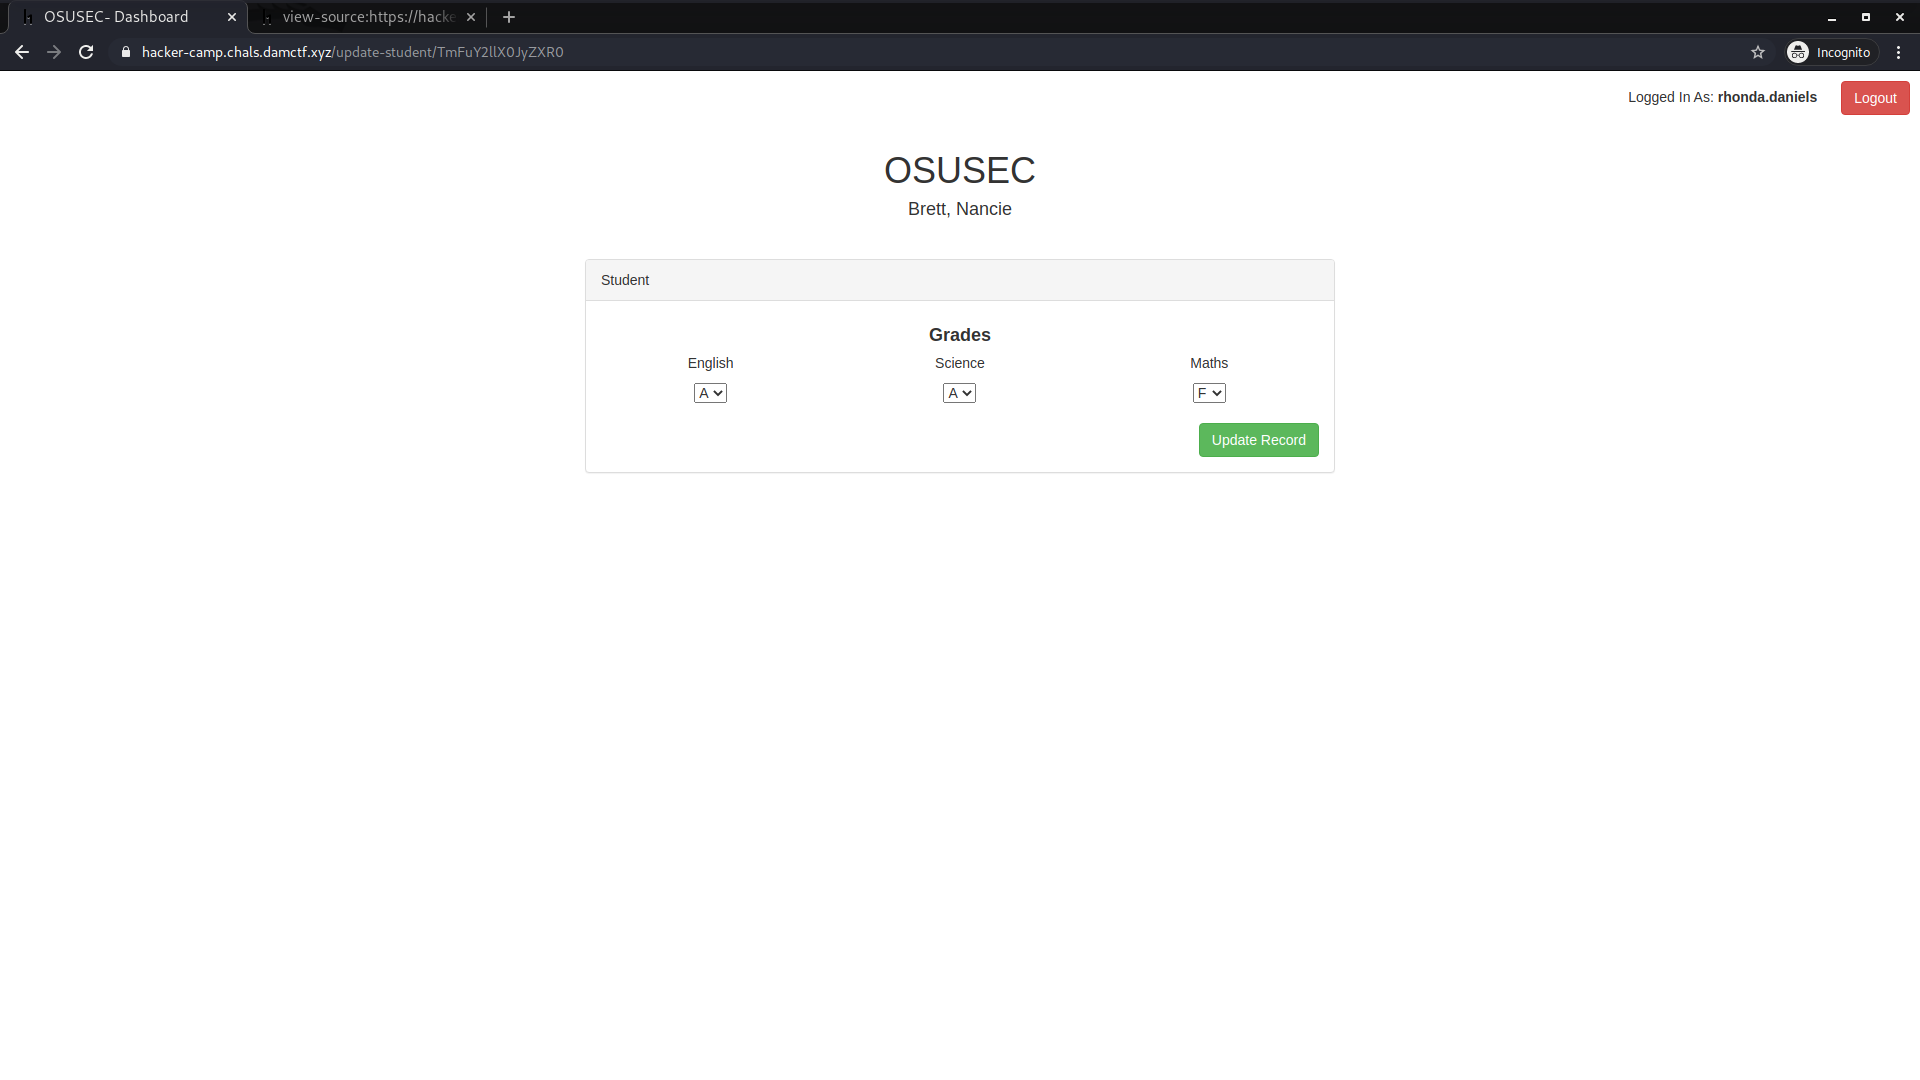 OSUSEC- Dashboard
view-source:https://hacke
hacker-camp.chals.damctf.xyz/update-student/TmFuY2llX0JyZXR0
Incognito
Logged In As: rhonda.daniels
Logout
OSUSEC
Brett, Nancie
Student
Grades
English Science Maths
A A F
Update Record